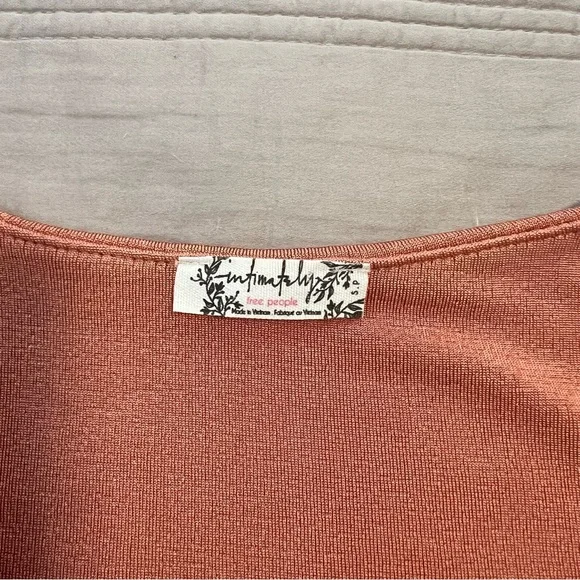 intimately
free people
Made in Vietnam . Fabriqué au Vietnam
S.P